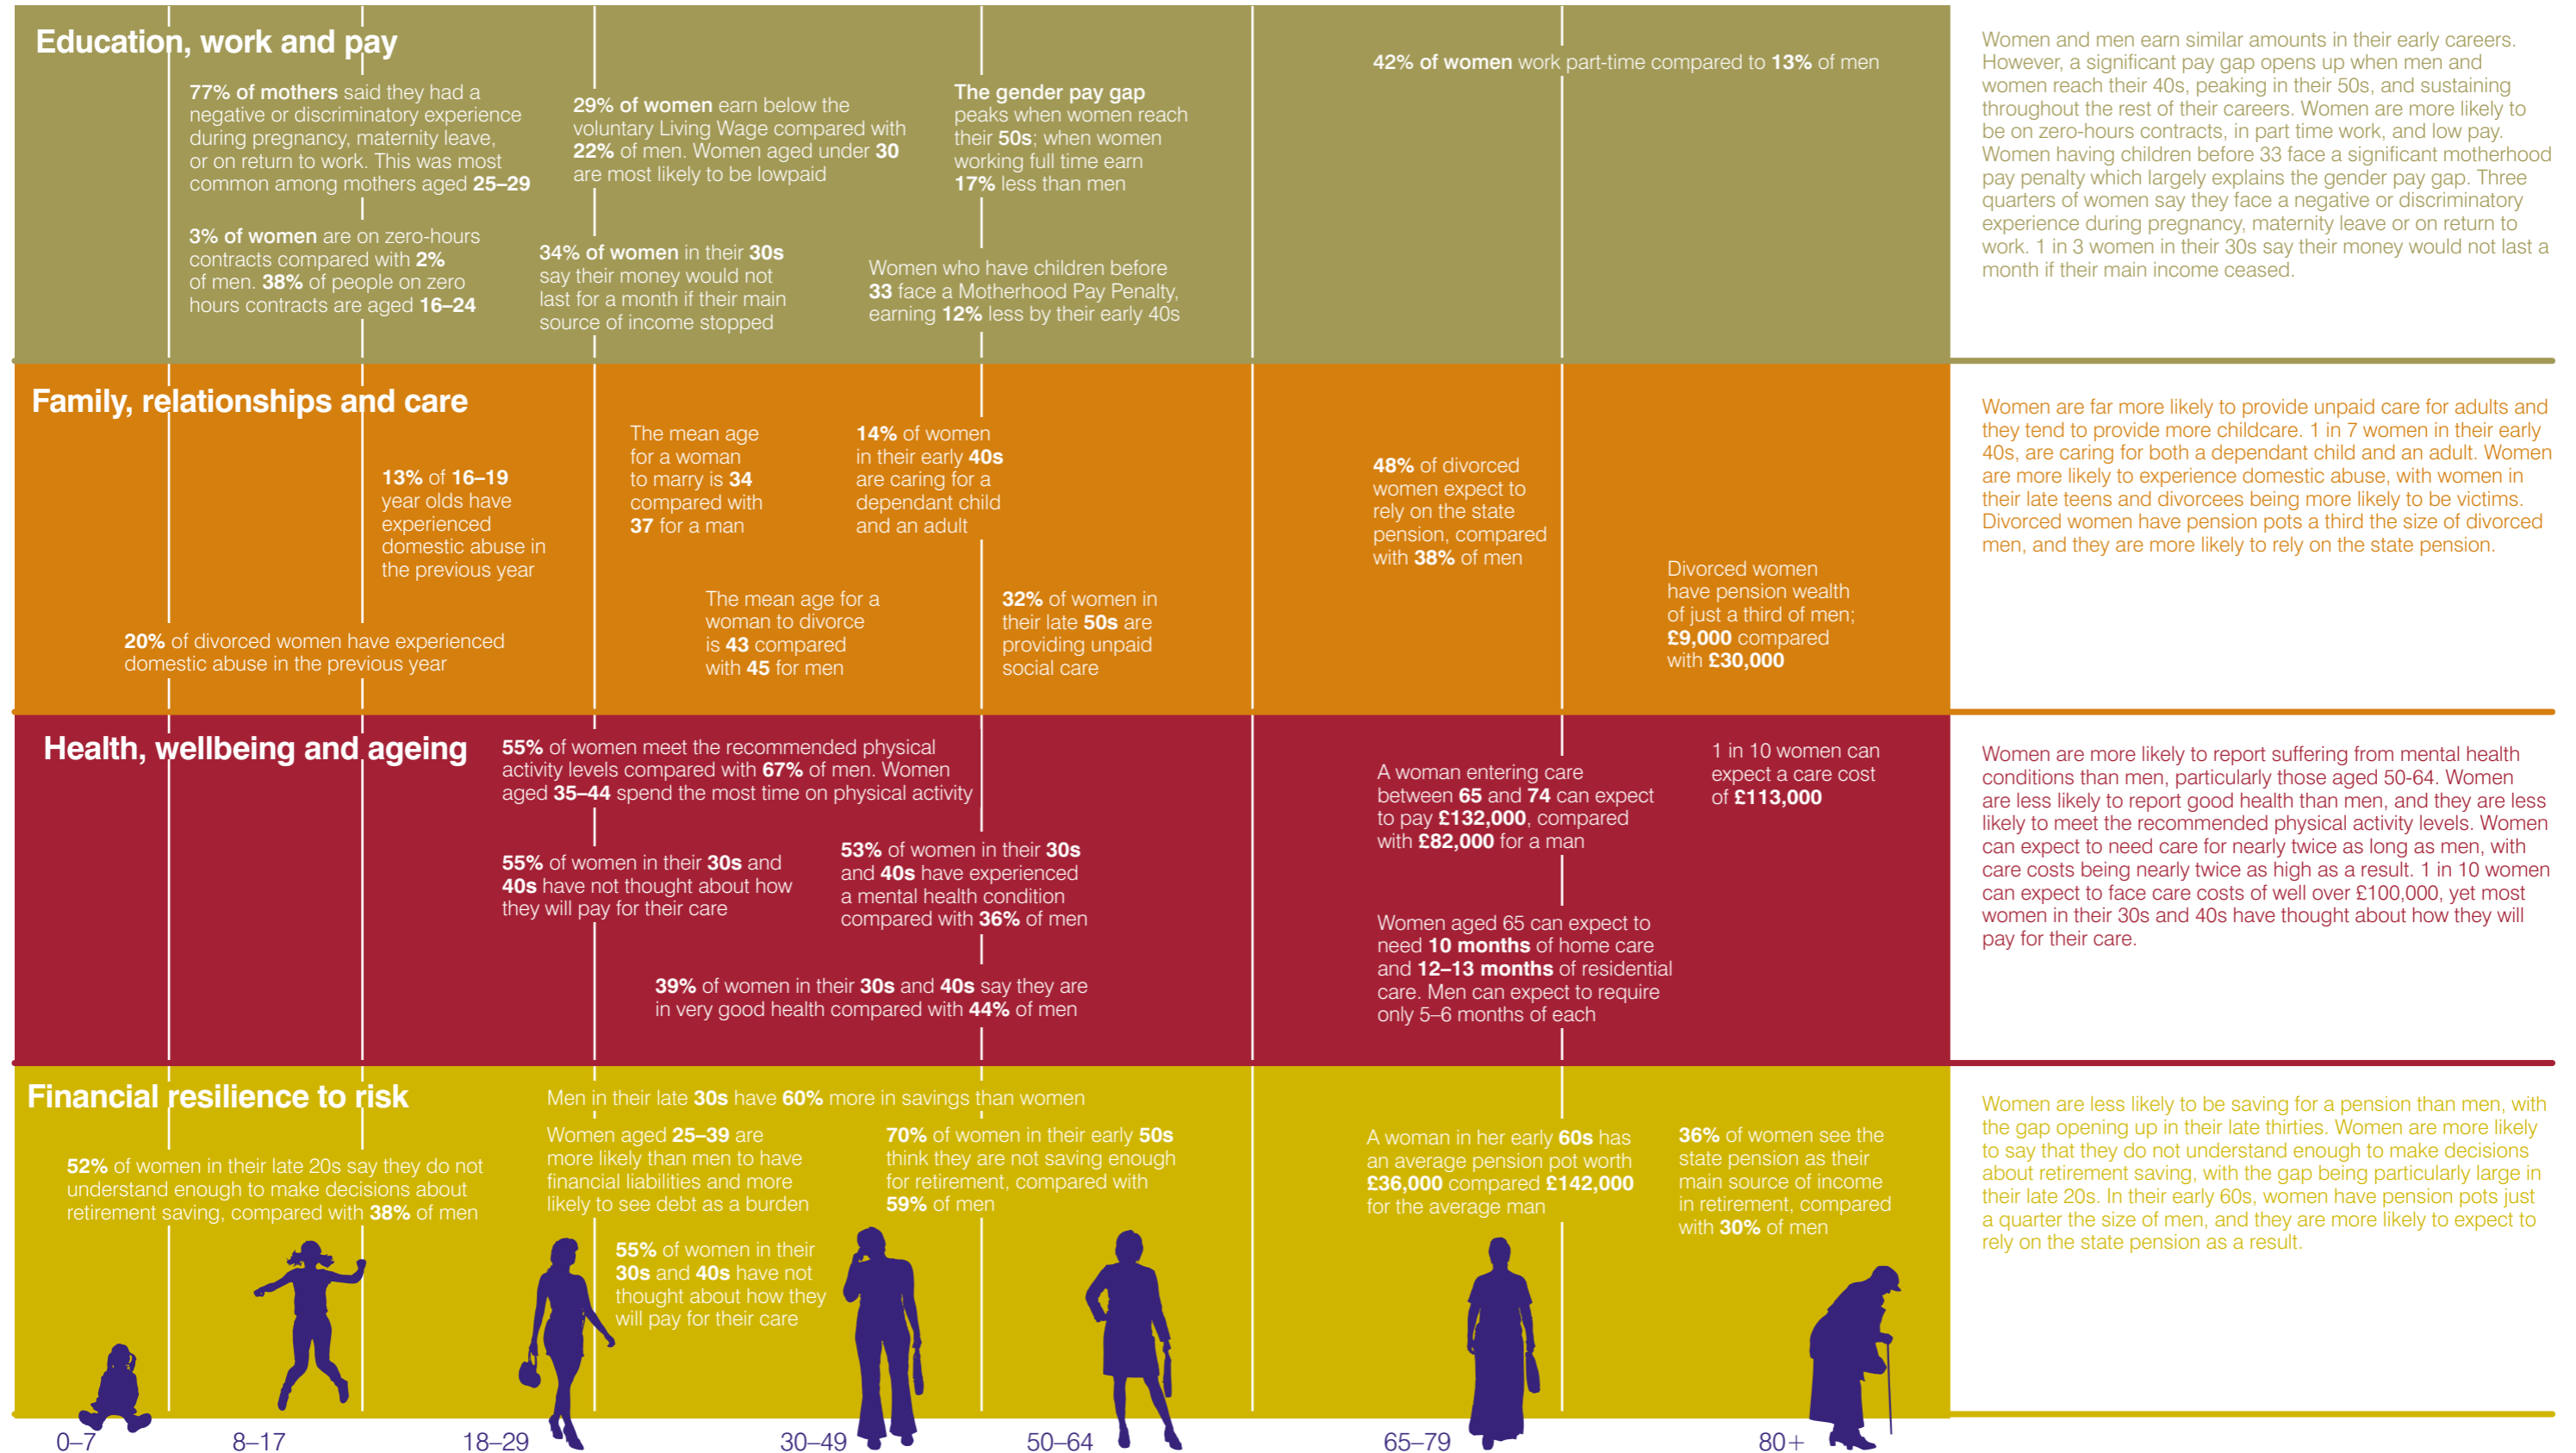 Education, work and pay
77% of mothers said they had a
negative or discriminatory experience
during pregnancy, maternity leave,
or on return to work. This was most
common among mothers aged 25–29
3% of women are on zero-hours
contracts compared with 2%
of men. 38% of people on zero
hours contracts are aged 16–24
29% of women earn below the
voluntary Living Wage compared with
22% of men. Women aged under 30
are most likely to be lowpaid
34% of women in their 30s
say their money would not
last for a month if their main
source of income stopped
The gender pay gap
peaks when women reach
their 50s; when women
working full time earn
17% less than men
Women who have children before
33 face a Motherhood Pay Penalty,
earning 12% less by their early 40s
42% of women work part-time compared to 13% of men
Women and men earn similar amounts in their early careers.
However, a significant pay gap opens up when men and
women reach their 40s, peaking in their 50s, and sustaining
throughout the rest of their careers. Women are more likely to
be on zero-hours contracts, in part time work, and low pay.
Women having children before 33 face a significant motherhood
pay penalty which largely explains the gender pay gap. Three
quarters of women say they face a negative or discriminatory
experience during pregnancy, maternity leave or on return to
work. 1 in 3 women in their 30s say their money would not last a
month if their main income ceased.
Family, relationships and care
13% of 16–19
year olds have
experienced
domestic abuse in
the previous year
20% of divorced women have experienced
domestic abuse in the previous year
The mean age
for a woman
to marry is 34
compared with
37 for a man
The mean age for a
woman to divorce
is 43 compared
with 45 for men
14% of women
in their early 40s
are caring for a
dependant child
and an adult
32% of women in
their late 50s are
providing unpaid
social care
48% of divorced
women expect to
rely on the state
pension, compared
with 38% of men
Divorced women
have pension wealth
of just a third of men;
£9,000 compared
with £30,000
Women are far more likely to provide unpaid care for adults and
they tend to provide more childcare. 1 in 7 women in their early
40s, are caring for both a dependant child and an adult. Women
are more likely to experience domestic abuse, with women in
their late teens and divorcees being more likely to be victims.
Divorced women have pension pots a third the size of divorced
men, and they are more likely to rely on the state pension.
Health, wellbeing and ageing
55% of women meet the recommended physical
activity levels compared with 67% of men. Women
aged 35–44 spend the most time on physical activity
55% of women in their 30s and
40s have not thought about how
they will pay for their care
53% of women in their 30s
and 40s have experienced
a mental health condition
compared with 36% of men
39% of women in their 30s and 40s say they are
in very good health compared with 44% of men
A woman entering care
between 65 and 74 can expect
to pay £132,000, compared
with £82,000 for a man
Women aged 65 can expect to
need 10 months of home care
and 12–13 months of residential
care. Men can expect to require
only 5–6 months of each
1 in 10 women can
expect a care cost
of £113,000
Women are more likely to report suffering from mental health
conditions than men, particularly those aged 50-64. Women
are less likely to report good health than men, and they are less
likely to meet the recommended physical activity levels. Women
can expect to need care for nearly twice as long as men, with
care costs being nearly twice as high as a result. 1 in 10 women
can expect to face care costs of well over £100,000, yet most
women in their 30s and 40s have thought about how they will
pay for their care.
Financial resilience to risk
52% of women in their late 20s say they do not
understand enough to make decisions about
retirement saving, compared with 38% of men
Men in their late 30s have 60% more in savings than women
Women aged 25–39 are
more likely than men to have
financial liabilities and more
likely to see debt as a burden
55% of women in their
30s and 40s have not
thought about how they
will pay for their care
70% of women in their early 50s
think they are not saving enough
for retirement, compared with
59% of men
A woman in her early 60s has
an average pension pot worth
£36,000 compared £142,000
for the average man
36% of women see the
state pension as their
main source of income
in retirement, compared
with 30% of men
Women are less likely to be saving for a pension than men, with
the gap opening up in their late thirties. Women are more likely
to say that they do not understand enough to make decisions
about retirement saving, with the gap being particularly large in
their late 20s. In their early 60s, women have pension pots just
a quarter the size of men, and they are more likely to expect to
rely on the state pension as a result.
0–7
8–17
18–29
30–49
50–64
65–79
80+